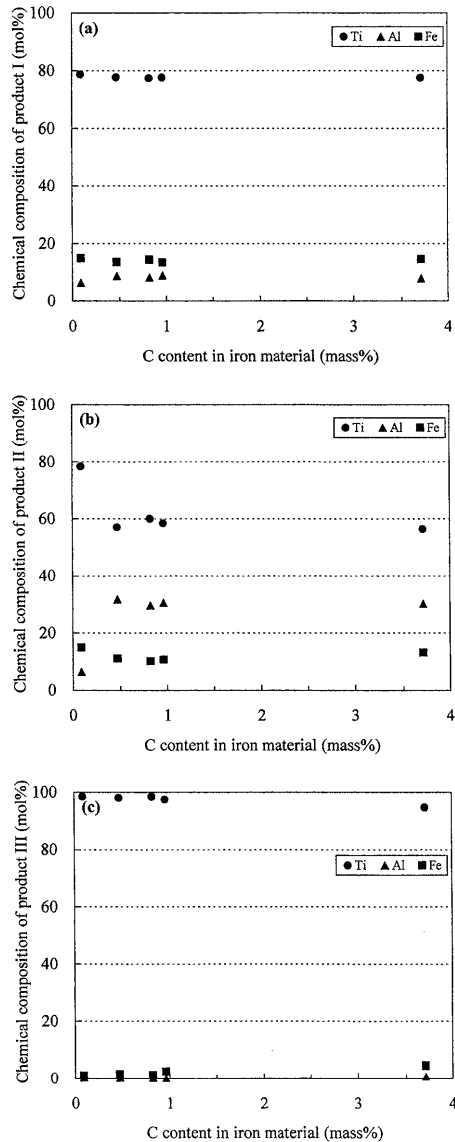 (a)
● Ti ▲ Al ■ Fe
Chemical composition of product I (mol%)
100
80
60
40
20
0
0 1 2 3 4
C content in iron material (mass%)
(b)
● Ti ▲ Al ■ Fe
Chemical composition of product II (mol%)
100
80
60
40
20
0
0 1 2 3 4
C content in iron material (mass%)
(c)
● Ti ▲ Al ■ Fe
Chemical composition of product III (mol%)
100
80
60
40
20
0
0 1 2 3 4
C content in iron material (mass%)